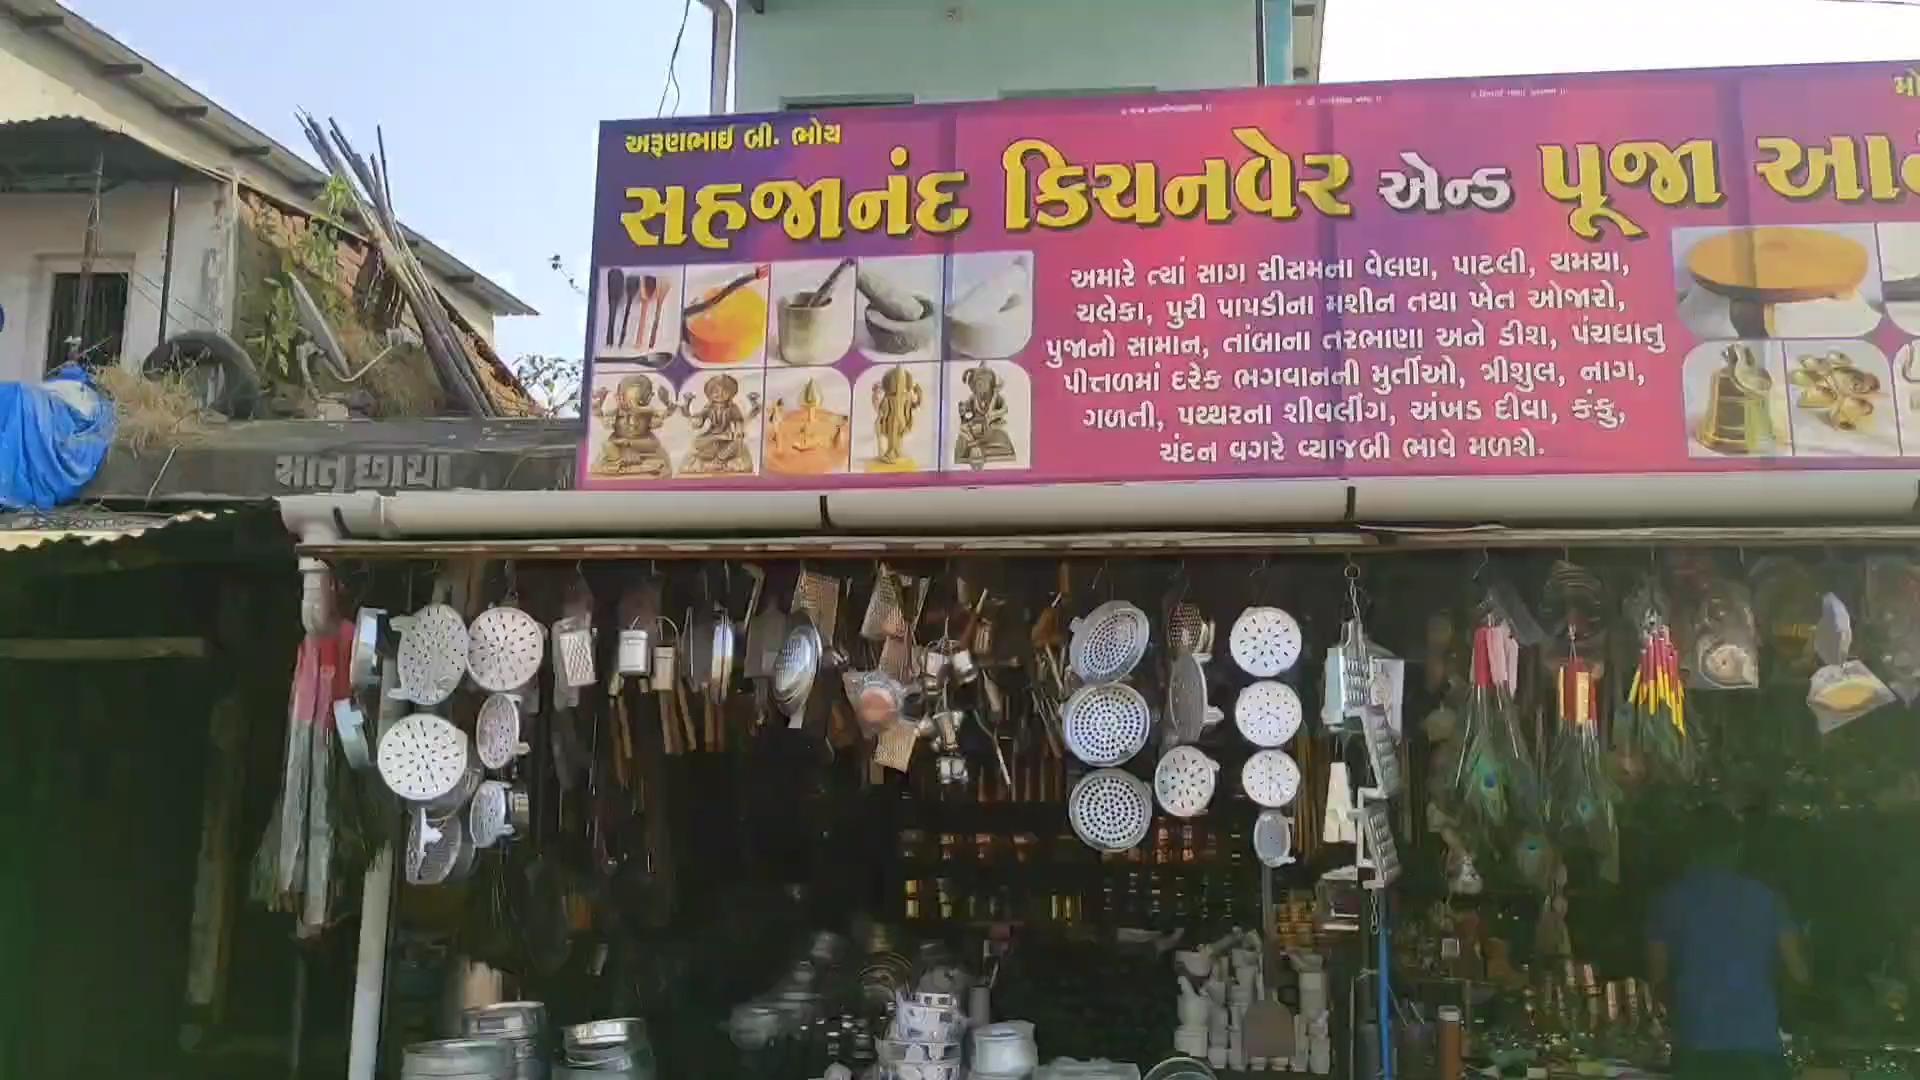 અરૂણભાઈ બી. ભોય
સહજાનંદ કિચનવેર એન્ડ પૂજા
અમારે ત્યાં સાગ સીસમના વેલણ, પાટલી, ચમચા,
ચલેકા, પુરી પાપડીના મશીન તથા ખેત ઓજારો,
પુજાનો સામાન, તાંબાના તરભાણા અને ડીશ, પંચધાતુ
પીત્તળમાં દરેક ભગવાનની મુર્તીઓ, ત્રીશુલ, નાગ,
ગળતી, પથ્થરના શીવલીંગ, અંખડ દીવા, કંકુ,
ચંદન વગરે વ્યાજબી ભાવે મળશે.
માતૃછાયા